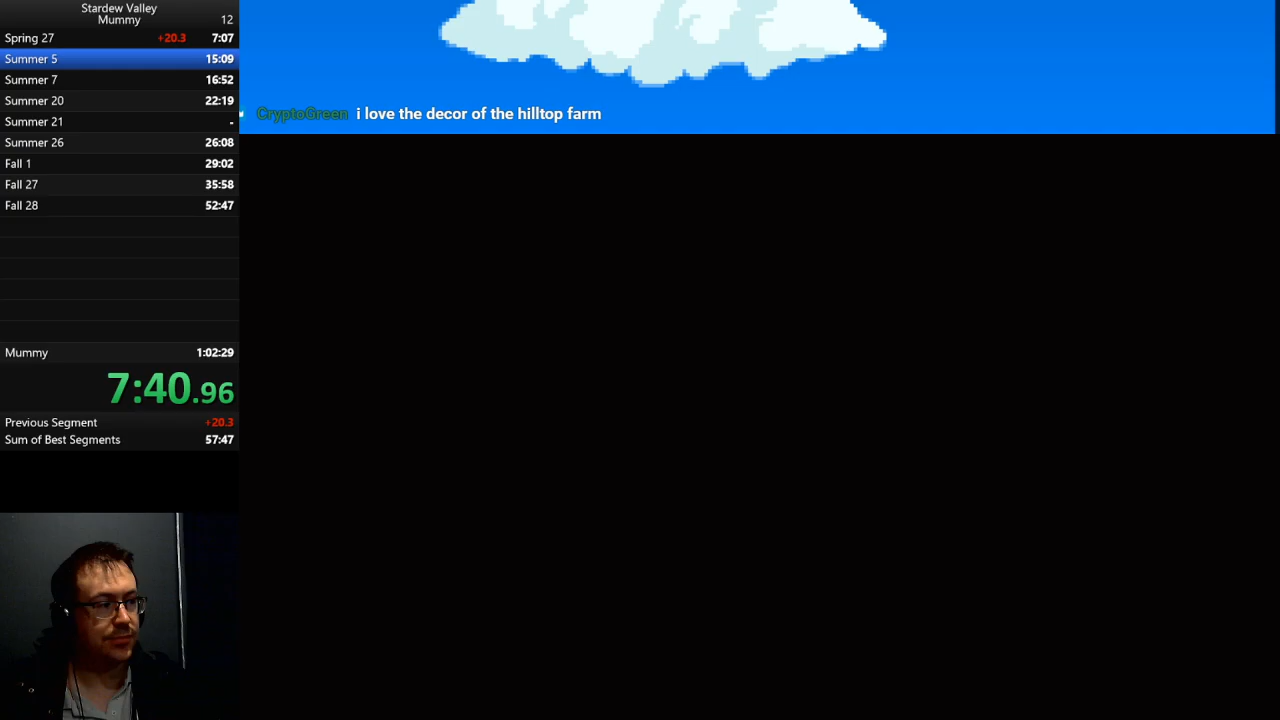 Stardew Valley
Mummy 12
Spring 27 +20.3 7:07
Summer 5 15:09
Summer 7 16:52
Summer 20 22:19
Summer 21 -
Summer 26 26:08
Fall 1 29:02
Fall 27 35:58
Fall 28 52:47
Mummy 1:02:29
7:40.96
Previous Segment +20.3
Sum of Best Segments 57:47
CryptoGreen i love the decor of the hilltop farm